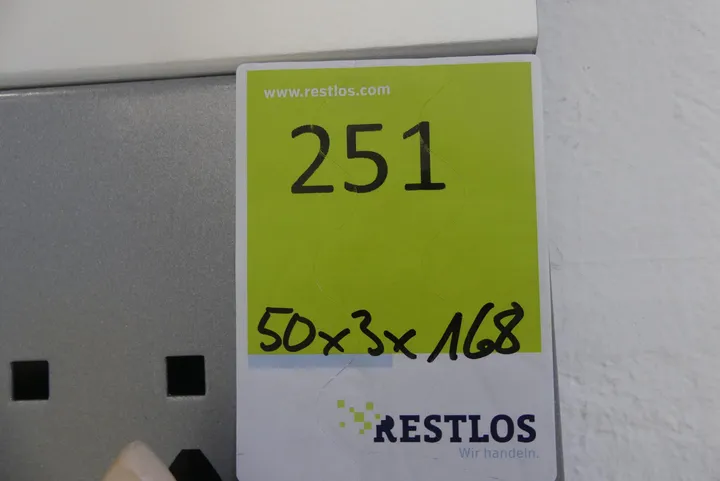 www.restlos.com
251
50x3x168
RESTLOS
Wir handeln.